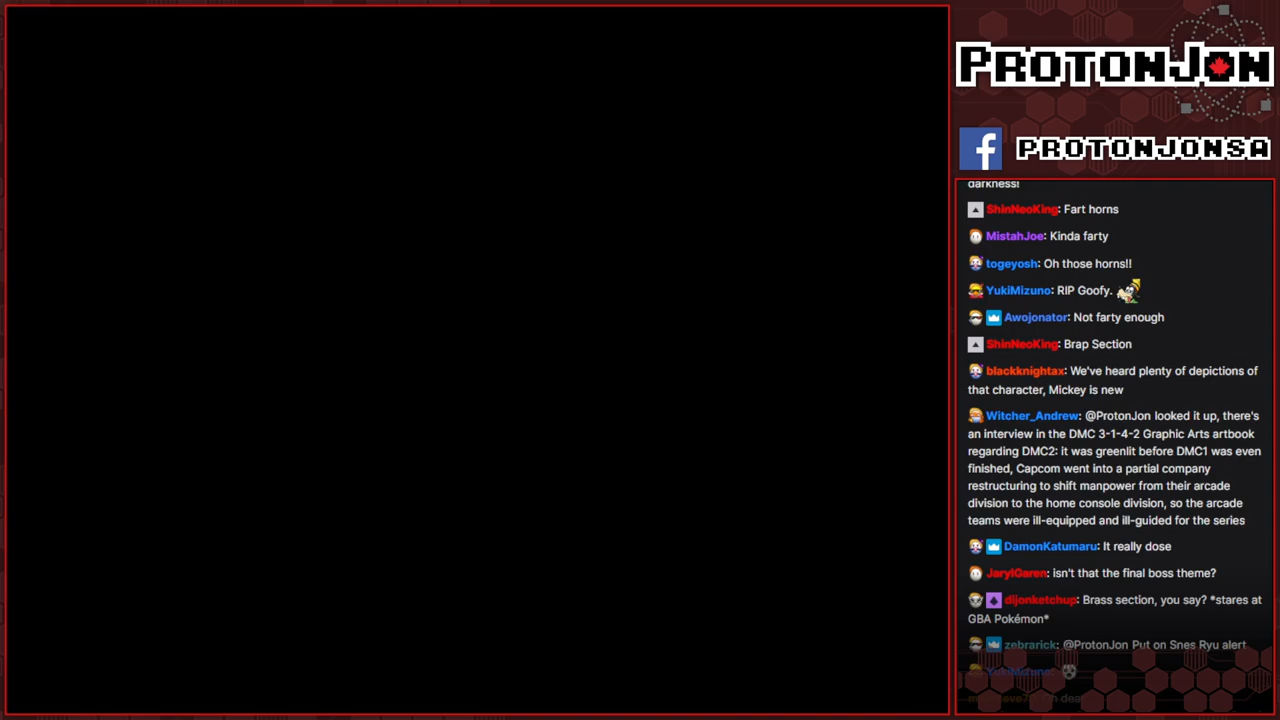 PROTONJON
PROTONJONSA
darkness!
ShinNeoKing: Fart horns
MistahJoe: Kinda farty
togeyosh: Oh those horns!!
YukiMizuno: RIP Goofy.
Awojonator: Not farty enough
ShinNeoKing: Brap Section
blackknightax: We've heard plenty of depictions of
that character, Mickey is new
Witcher_Andrew: @ProtonJon looked it up, there's
an interview in the DMC 3-1-4-2 Graphic Arts artbook
regarding DMC2: it was greenlit before DMC1 was even
finished, Capcom went into a partial company
restructuring to shift manpower from their arcade
division to the home console division, so the arcade
teams were ill-equipped and ill-guided for the series
DamonKatumaru: It really dose
JarylGaren: isn't that the final boss theme?
dijonketchup: Brass section, you say? *stares at
GBA Pokémon*
zebrarick: @ProtonJon Put on Snes Ryu alert
YukiMizuno: